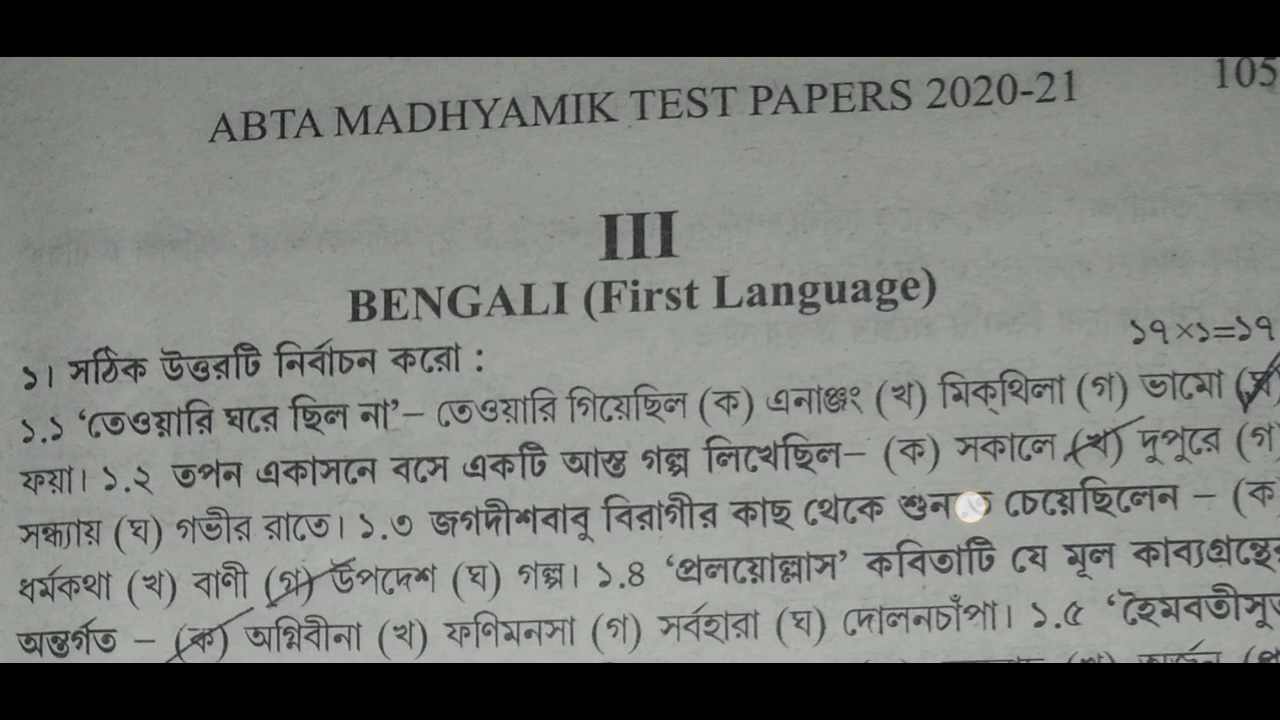 ABTA MADHYAMIK TEST PAPERS 2020-21 105
III
BENGALI (First Language)
১৭×১=১৭
১। সঠিক উত্তরটি নির্বাচন করো :
১.১ ‘তেওয়ারি ঘরে ছিল না’– তেওয়ারি গিয়েছিল (ক) এনাঞ্জং (খ) মিক্‌থিলা (গ) ভামো (ঘ)
ফয়া। ১.২ তপন একাসনে বসে একটি আস্ত গল্প লিখেছিল– (ক) সকালে (খ) দুপুরে (গ)
সন্ধ্যায় (ঘ) গভীর রাতে। ১.৩ জগদীশবাবু বিরাগীর কাছ থেকে শুনতে চেয়েছিলেন – (ক
ধর্মকথা (খ) বাণী (গ) উপদেশ (ঘ) গল্প। ১.৪ ‘প্রলয়োল্লাস’ কবিতাটি যে মূল কাব্যগ্রন্থে
অন্তর্গত – (ক) অগ্নিবীনা (খ) ফণিমনসা (গ) সর্বহারা (ঘ) দোলনচাঁপা। ১.৫ ‘হৈমবতীসু